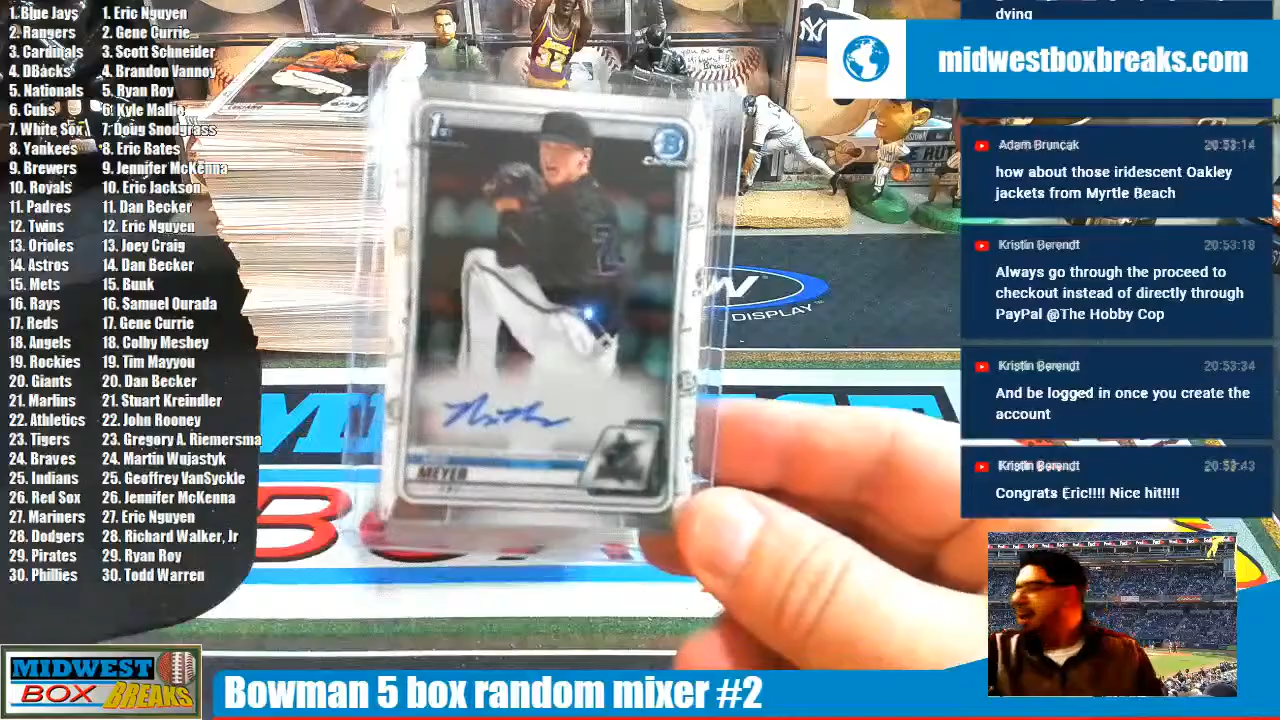 1. Blue Jays 1. Eric Nguyen
2. Rangers 2. Gene Currie
3. Cardinals 3. Scott Schneider
4. DBacks 4. Brandon Vannoy
5. Nationals 5. Ryan Roy
6. Cubs 6. Kyle Mallie
7. White Sox 7. Doug Snodgrass
8. Yankees 8. Eric Bates
9. Brewers 9. Jennifer McKenna
10. Royals 10. Eric Jackson
11. Padres 11. Dan Becker
12. Twins 12. Eric Nguyen
13. Orioles 13. Joey Craig
14. Astros 14. Dan Becker
15. Mets 15. Bunk
16. Rays 16. Samuel Ourada
17. Reds 17. Gene Currie
18. Angels 18. Colby Meshey
19. Rockies 19. Tim Mayyou
20. Giants 20. Dan Becker
21. Marlins 21. Stuart Kreindler
22. Athletics 22. John Rooney
23. Tigers 23. Gregory A. Riemersma
24. Braves 24. Martin Wujastyk
25. Indians 25. Geoffrey VanSyckle
26. Red Sox 26. Jennifer McKenna
27. Mariners 27. Eric Nguyen
28. Dodgers 28. Richard Walker, Jr
29. Pirates 29. Ryan Roy
30. Phillies 30. Todd Warren
32
1st
B
MEYER
W
DISPLAY
dying
midwestboxbreaks.com
Adam Bruncak 20:53:14
how about those iridescent Oakley
jackets from Myrtle Beach
Kristin Berendt 20:53:18
Always go through the proceed to
checkout instead of directly through
PayPal @The Hobby Cop
Kristin Berendt 20:53:34
And be logged in once you create the
account
Kristin Berendt 20:53:43
Congrats Eric!!!! Nice hit!!!!
MIDWEST
BOX BREAKS
Bowman 5 box random mixer #2